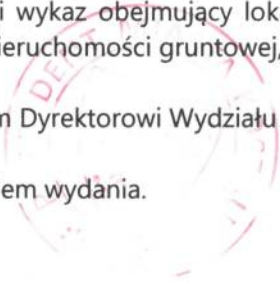 i wykaz obejmujący lok
ieruchomości gruntowej,
Dyrektorowi Wydziału
em wydania.